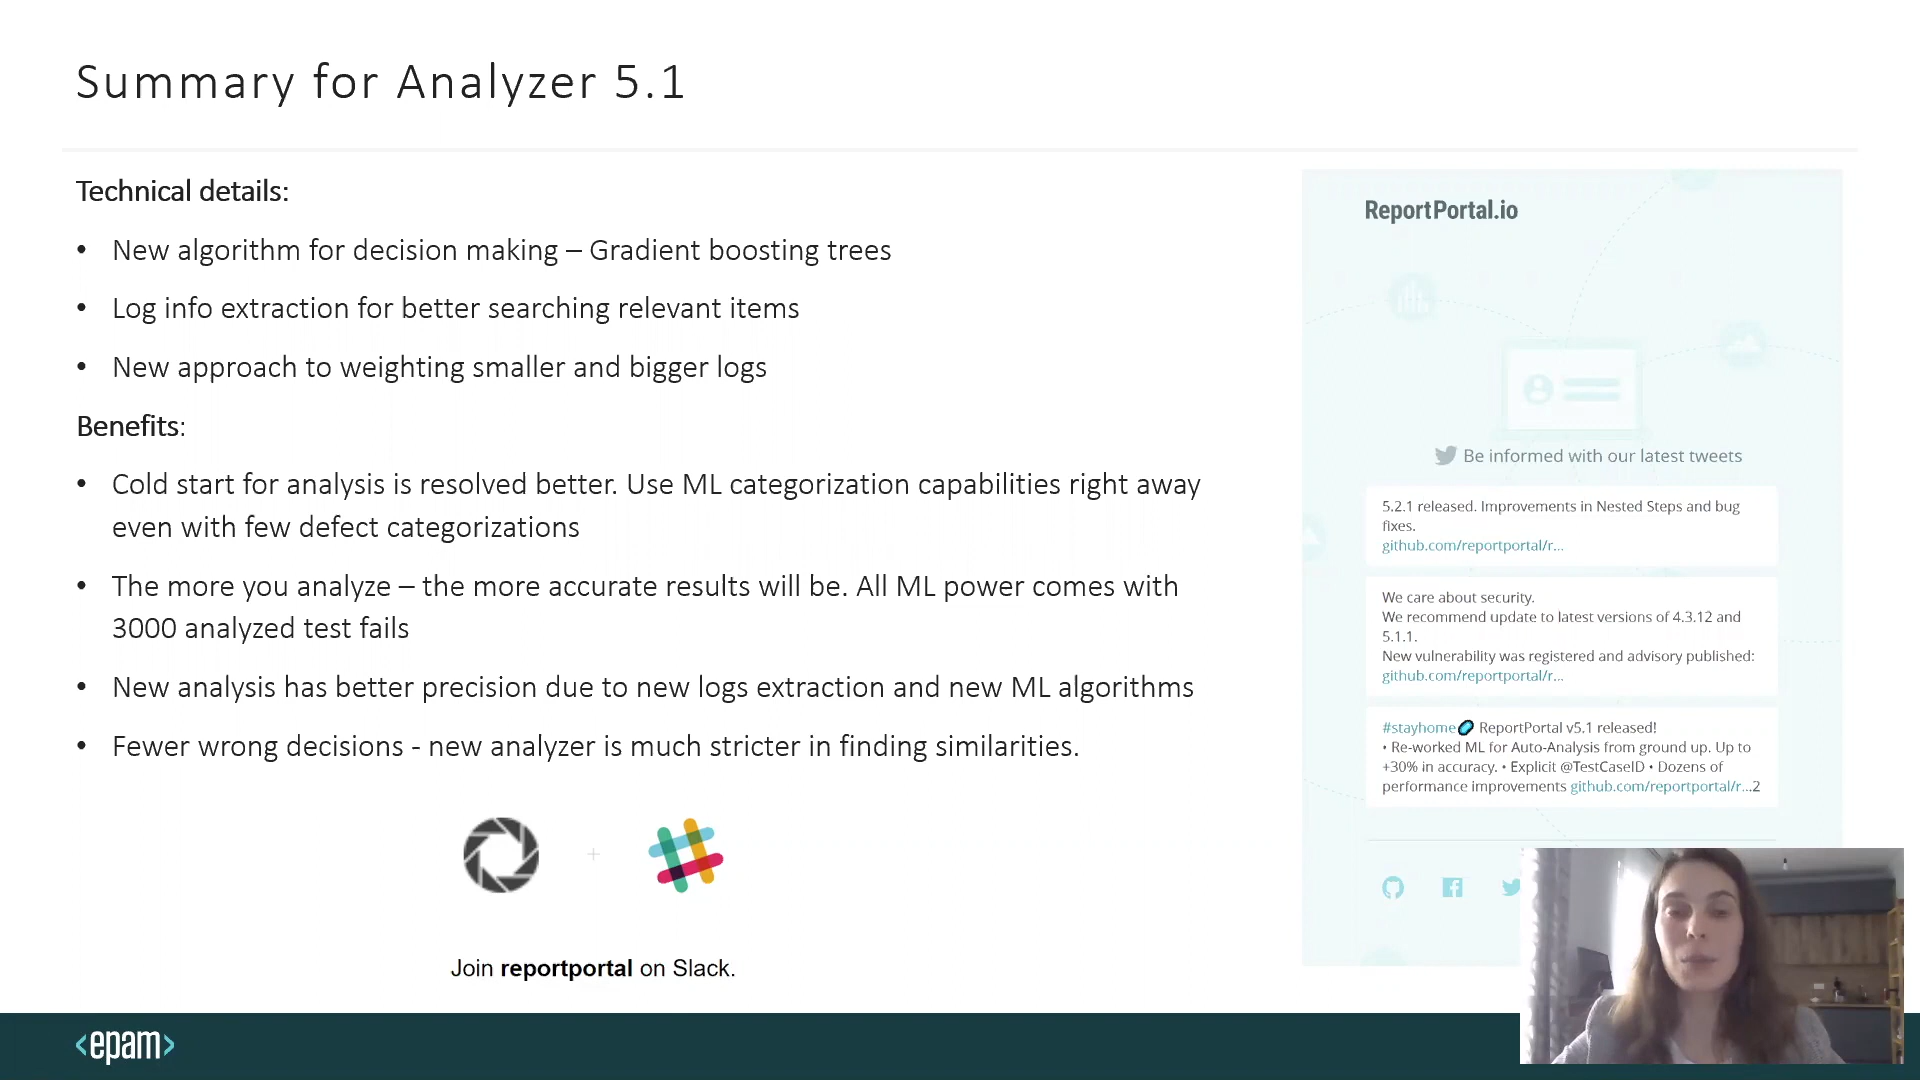 Summary for Analyzer 5.1
Technical details:
• New algorithm for decision making – Gradient boosting trees
• Log info extraction for better searching relevant items
• New approach to weighting smaller and bigger logs
Benefits:
• Cold start for analysis is resolved better. Use ML categorization capabilities right away
even with few defect categorizations
• The more you analyze – the more accurate results will be. All ML power comes with
3000 analyzed test fails
• New analysis has better precision due to new logs extraction and new ML algorithms
• Fewer wrong decisions - new analyzer is much stricter in finding similarities.
+
Join reportportal on Slack.
ReportPortal.io
Be informed with our latest tweets
5.2.1 released. Improvements in Nested Steps and bug
fixes.
github.com/reportportal/r...
We care about security.
We recommend update to latest versions of 4.3.12 and
5.1.1.
New vulnerability was registered and advisory published:
github.com/reportportal/r...
#stayhome ReportPortal v5.1 released!
• Re-worked ML for Auto-Analysis from ground up. Up to
+30% in accuracy. • Explicit @TestCaseID • Dozens of
performance improvements github.com/reportportal/r...2
<epam>